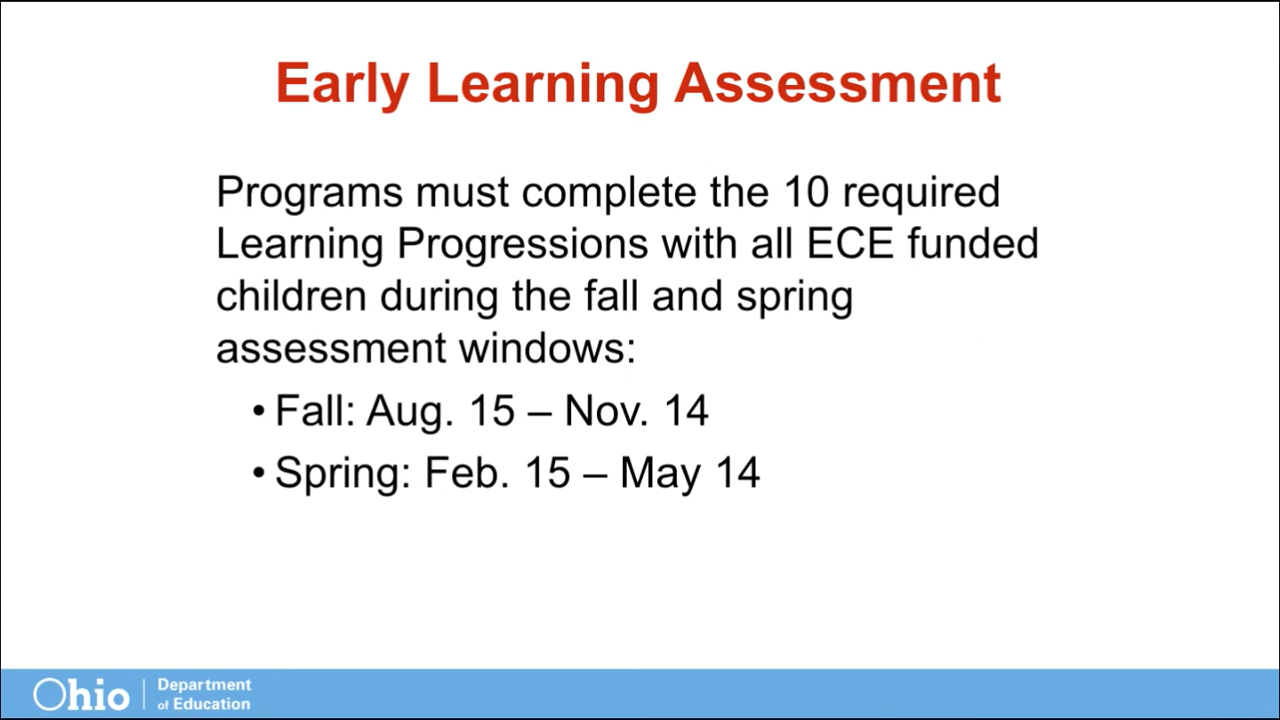 Early Learning Assessment
Programs must complete the 10 required
Learning Progressions with all ECE funded
children during the fall and spring
assessment windows:
• Fall: Aug. 15 – Nov. 14
• Spring: Feb. 15 – May 14
Ohio
Department
of Education